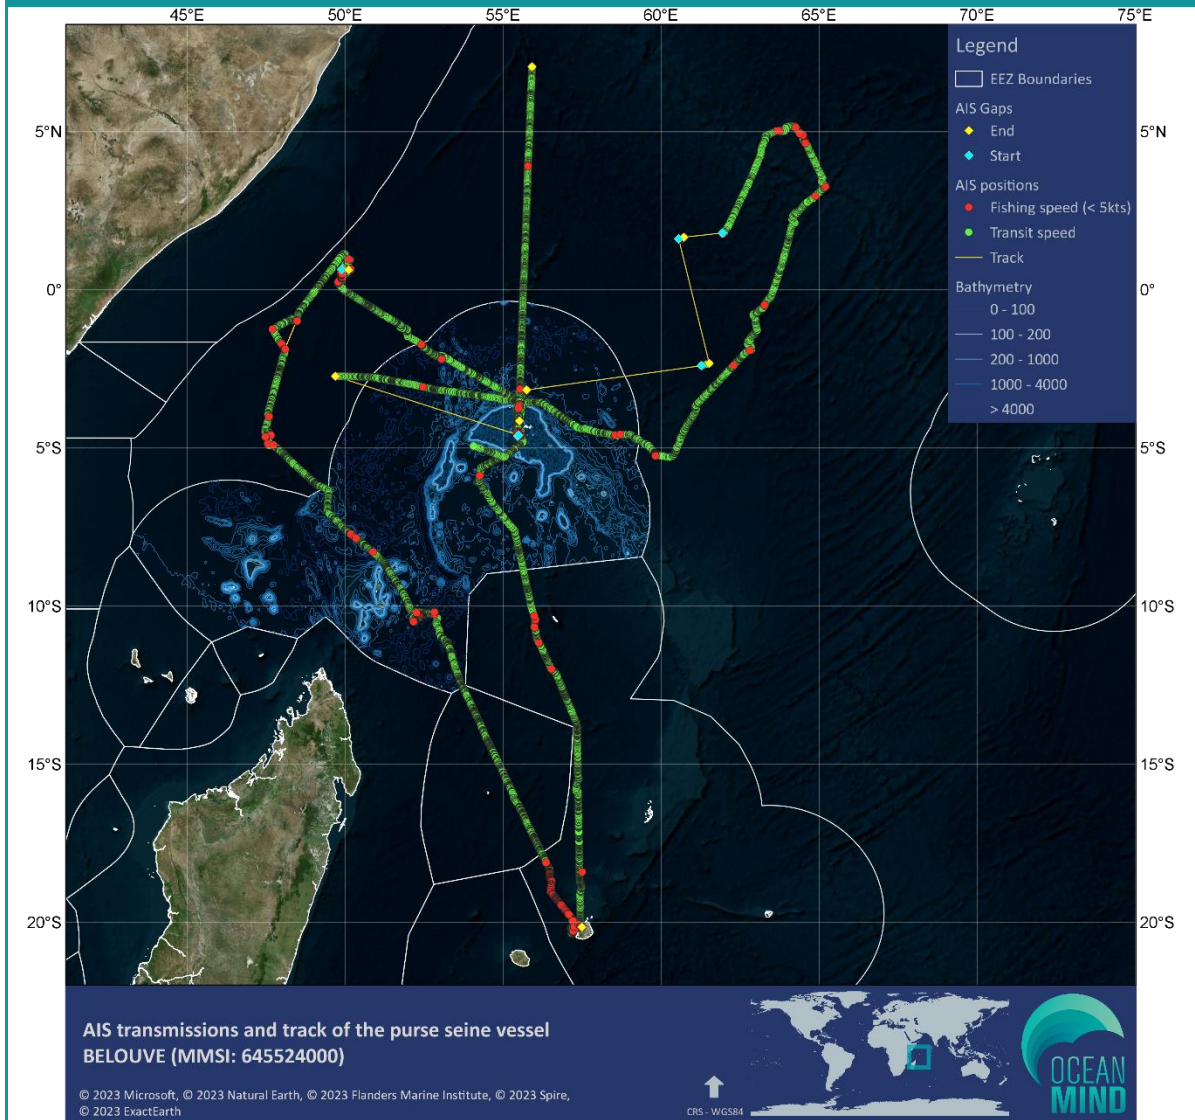 45°E 50°E 55°E 60°E 65°E 70°E 75°E
Legend
EEZ Boundaries
AIS Gaps
End
Start
AIS positions
Fishing speed (< 5kts)
Transit speed
Track
Bathymetry
0 - 100
100 - 200
200 - 1000
1000 - 4000
> 4000
5°N 5°N
0° 0°
5°S 5°S
10°S 10°S
15°S 15°S
20°S 20°S
AIS transmissions and track of the purse seine vessel
BELOUVE (MMSI: 645524000)
© 2023 Microsoft, © 2023 Natural Earth, © 2023 Flanders Marine Institute, © 2023 Spire,
© 2023 ExactEarth
CRS - WGS84
OCEAN
MIND